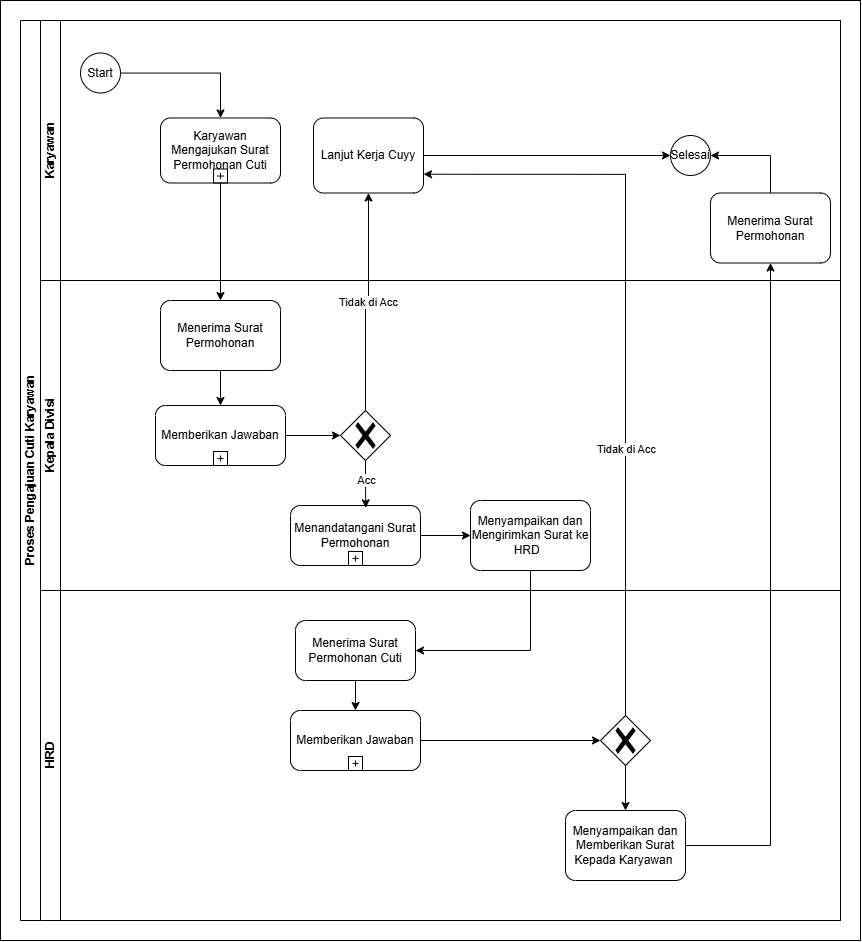 Proses Pengajuan Cuti Karyawan
Karyawan
Start
Karyawan
Mengajukan Surat
Permohonan Cuti
Lanjut Kerja Cuyy
Selesai
Menerima Surat
Permohonan
Kepala Divisi
Menerima Surat
Permohonan
Tidak di Acc
Memberikan Jawaban
Acc
Tidak di Acc
Menandatangani Surat
Permohonan
Menyampaikan dan
Mengirimkan Surat ke
HRD
HRD
Menerima Surat
Permohonan Cuti
Memberikan Jawaban
Menyampaikan dan
Memberikan Surat
Kepada Karyawan